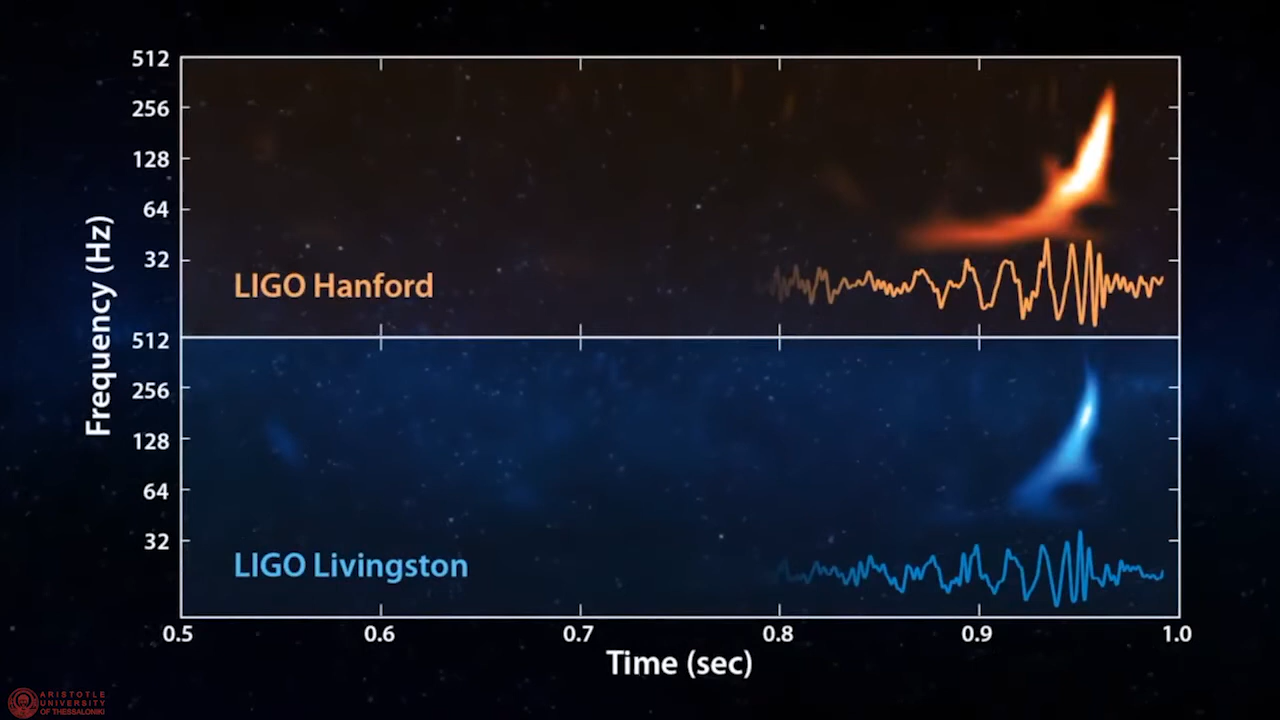 512
256
128
64
32
LIGO Hanford
Frequency (Hz)
512
256
128
64
32
LIGO Livingston
0.5 0.6 0.7 0.8 0.9 1.0
Time (sec)
ARISTOTLE
UNIVERSITY
OF THESSALONIKI